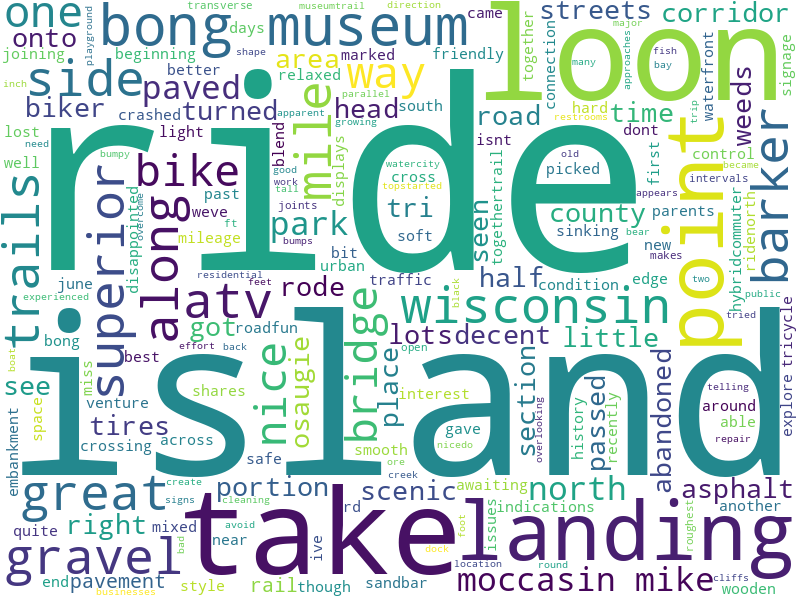 one
bong museum
loon
streets corridor
transverse
museumtrail
direction
major
shape
playground
days
came
onto
joining
beginning
better
marked
friendly
together
connection
many
approaches
fish
bay
waterfront
signage
side paved
area
relaxed
way
biker turned
crashed
light
mile
parallel
growing
head
south
road
hard
restrooms
time
trip
inch
lost
need
well
bumpy
trails
superior
disappointed
overcome
along
bike
past
weve
ft
mileage
blend
good
work
tail
joints
bumps
displays
apparent
park
tri
soft
watercity
cross
topstarted
isnt
seen
togethertrail
old
picked
county
sinking
first
dont
control
became
intervals
appears
parents
new
bear
makes
point
weeds
barker
ridenorth
hybridcommuter
ride
june
experienced
residential
feet
atv
rode
bit
urban
traffic
half
condition
edge
two
public
tried
explore tricycle
black
wisconsin
got
roadfun
bong
best
effort
back
boat
see
miss
shares
nice
osaugie
bridge
place
open
lots
decent
little
interest
section
overlooking
passed
history
recently
abandoned
telling
around
able
repair
island
embankment
space
venture
tires
crossing
across
safe
smooth
gave
nicedo
ore
creek
great
portion
scenic
awaiting
north
asphalt
another
create
signs
cleaning
rd
indications
issues
roughest
quite
right
mixed
avoid
near
ive
take
foot
dock
landing
gravel
end
pavement
bad
style
rail
though
sandbar
location
round
moccasin mike
cliffs
wooden
businesses